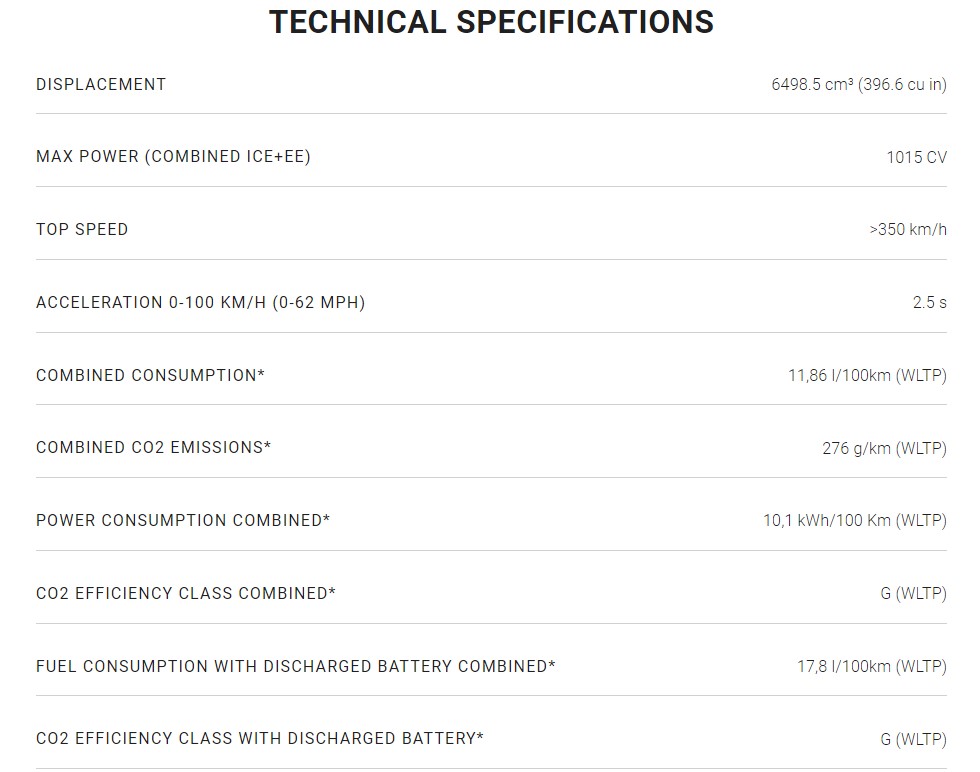 TECHNICAL SPECIFICATIONS
DISPLACEMENT 6498.5 cm³ (396.6 cu in)
MAX POWER (COMBINED ICE+EE) 1015 CV
TOP SPEED >350 km/h
ACCELERATION 0-100 KM/H (0-62 MPH) 2.5 s
COMBINED CONSUMPTION* 11,86 l/100km (WLTP)
COMBINED CO2 EMISSIONS* 276 g/km (WLTP)
POWER CONSUMPTION COMBINED* 10,1 kWh/100 Km (WLTP)
CO2 EFFICIENCY CLASS COMBINED* G (WLTP)
FUEL CONSUMPTION WITH DISCHARGED BATTERY COMBINED* 17,8 l/100km (WLTP)
CO2 EFFICIENCY CLASS WITH DISCHARGED BATTERY* G (WLTP)